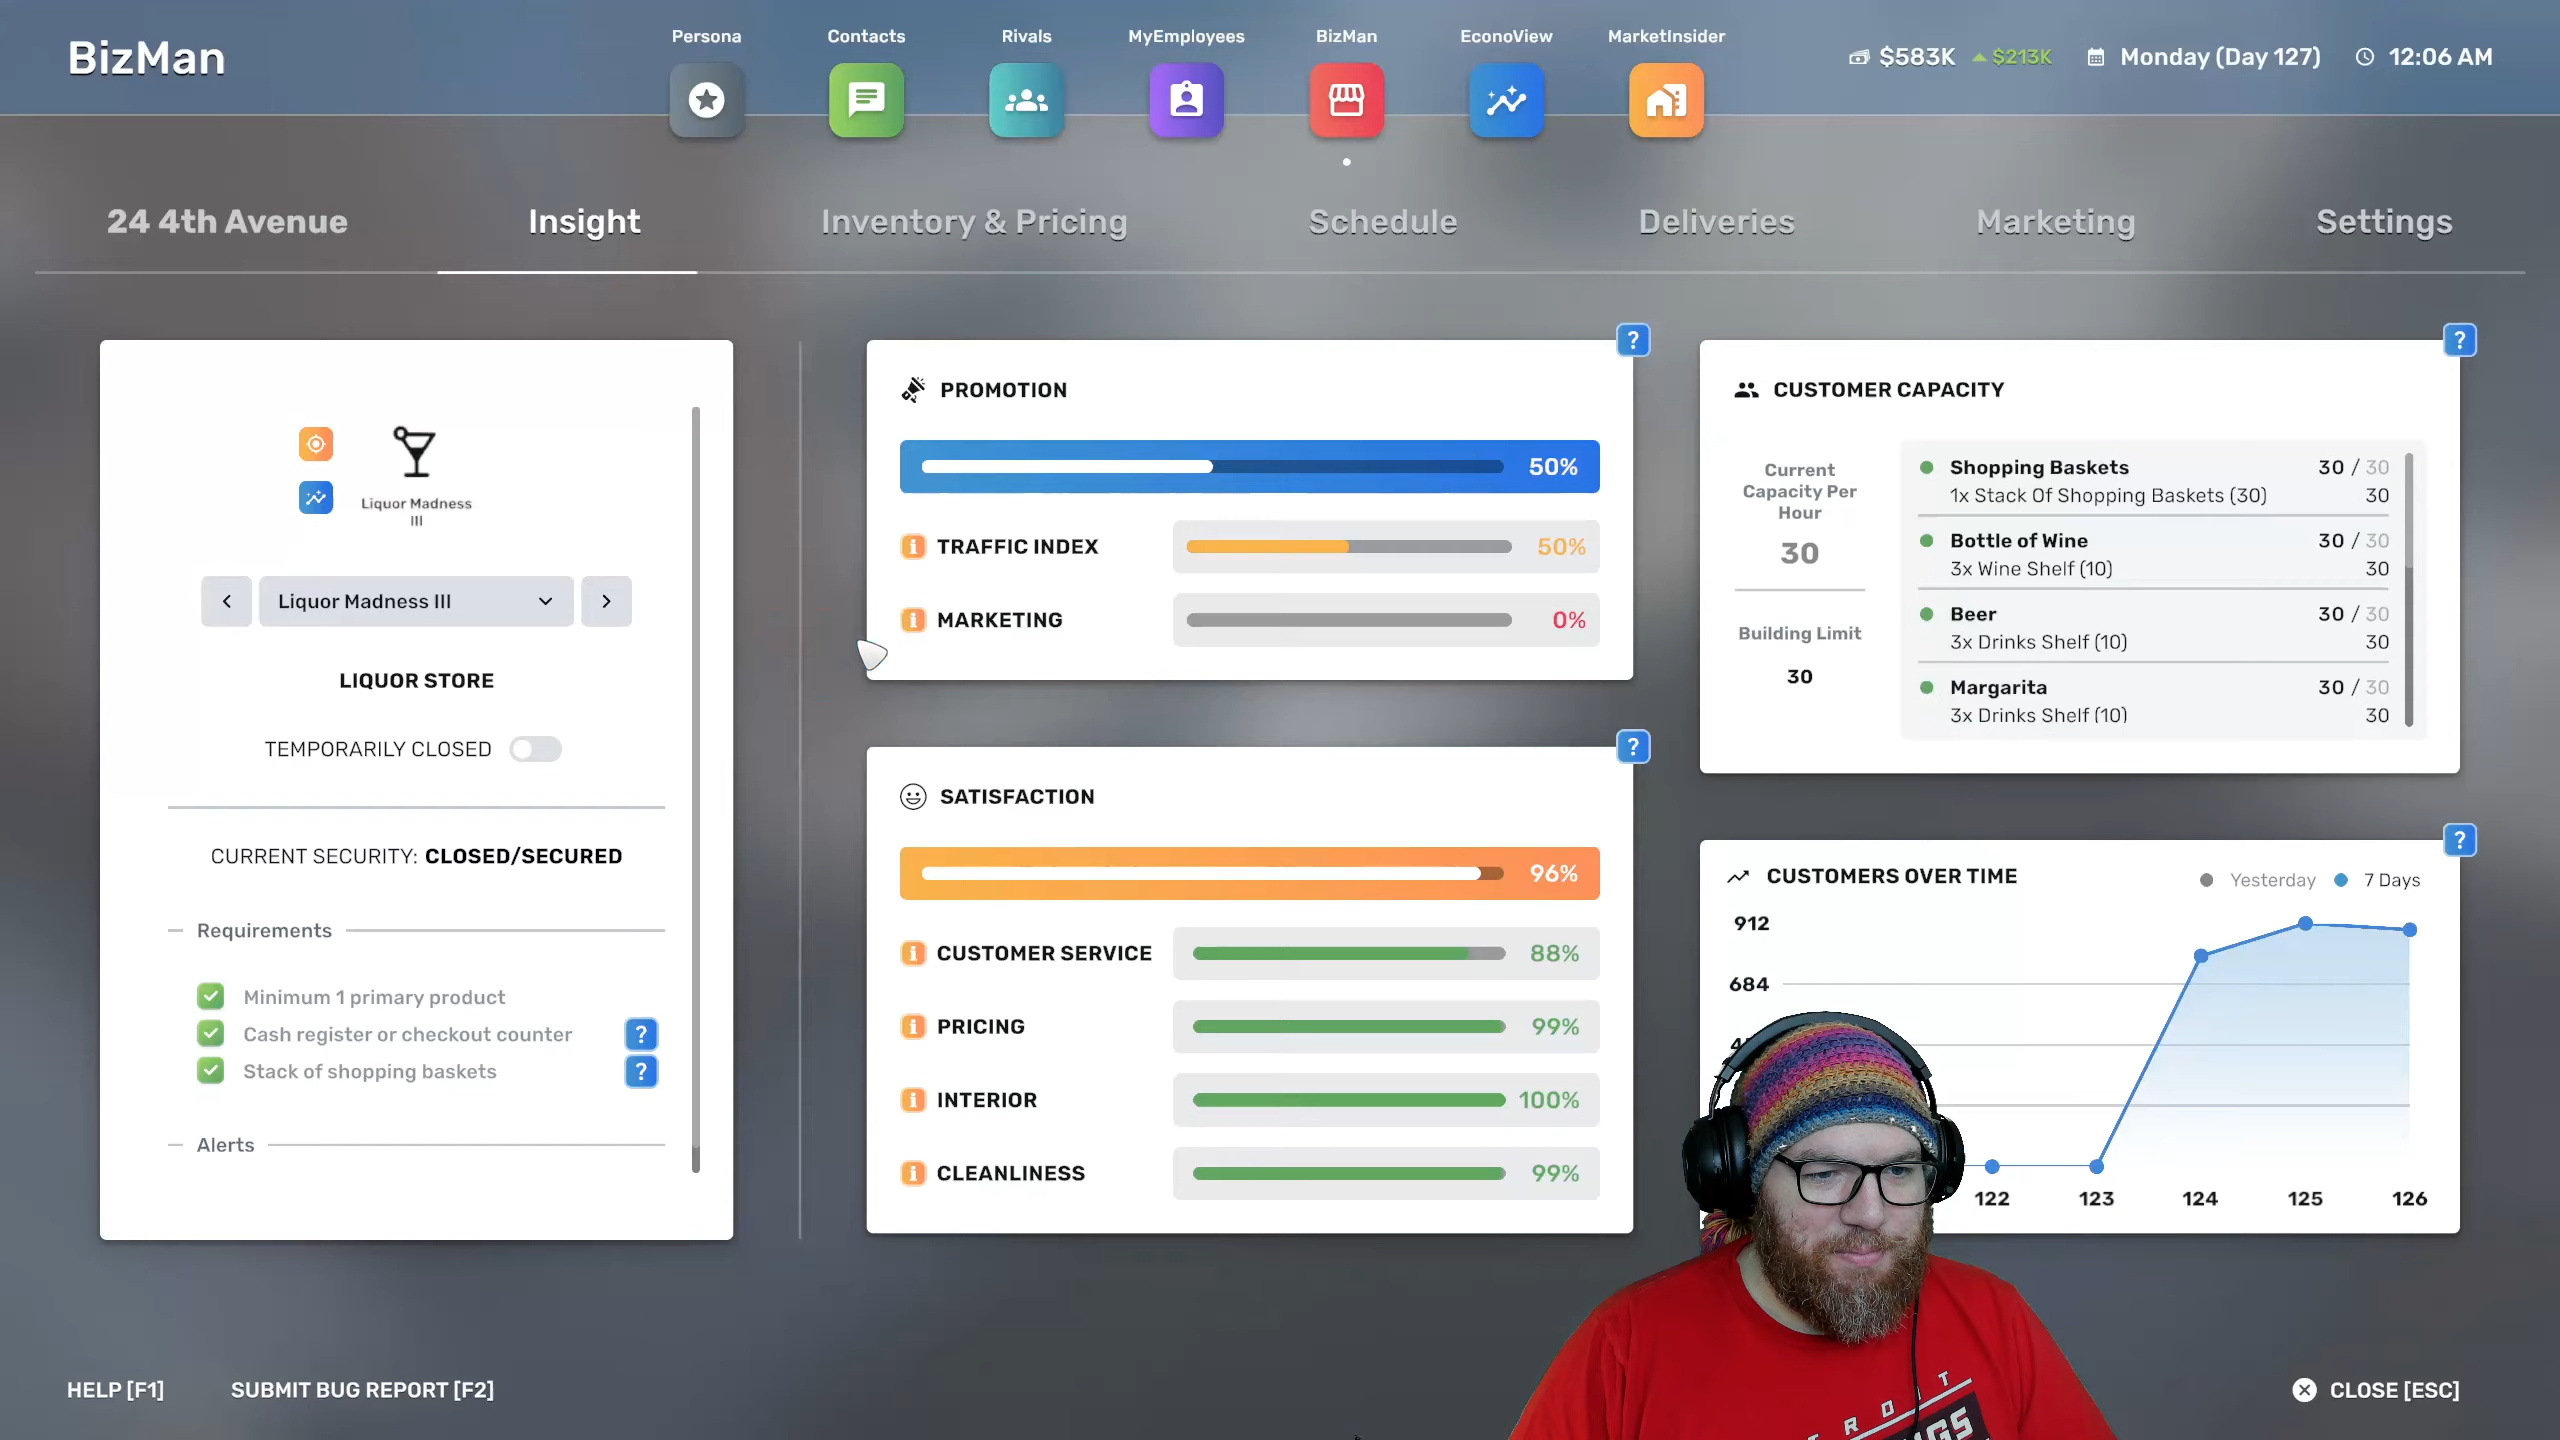 BizMan
Persona
Contacts
Rivals
MyEmployees
BizMan
EconoView
MarketInsider
$583K
$213K
Monday (Day 127)
12:06 AM
24 4th Avenue
Insight
Inventory & Pricing
Schedule
Deliveries
Marketing
Settings
Liquor Madness
III
Liquor Madness III
LIQUOR STORE
TEMPORARILY CLOSED
CURRENT SECURITY: CLOSED/SECURED
Requirements
Minimum 1 primary product
Cash register or checkout counter ?
Stack of shopping baskets ?
Alerts
?
PROMOTION
50%
TRAFFIC INDEX 50%
MARKETING 0%
?
SATISFACTION
96%
CUSTOMER SERVICE 88%
PRICING 99%
INTERIOR 100%
CLEANLINESS 99%
?
CUSTOMER CAPACITY
Current
Capacity Per
Hour
30
Building Limit
30
Shopping Baskets 30 / 30
1x Stack Of Shopping Baskets (30) 30
Bottle of Wine 30 / 30
3x Wine Shelf (10) 30
Beer 30 / 30
3x Drinks Shelf (10) 30
Margarita 30 / 30
3x Drinks Shelf (10) 30
?
CUSTOMERS OVER TIME
Yesterday 7 Days
912
684
122 123 124 125 126
HELP [F1]
SUBMIT BUG REPORT [F2]
CLOSE [ESC]